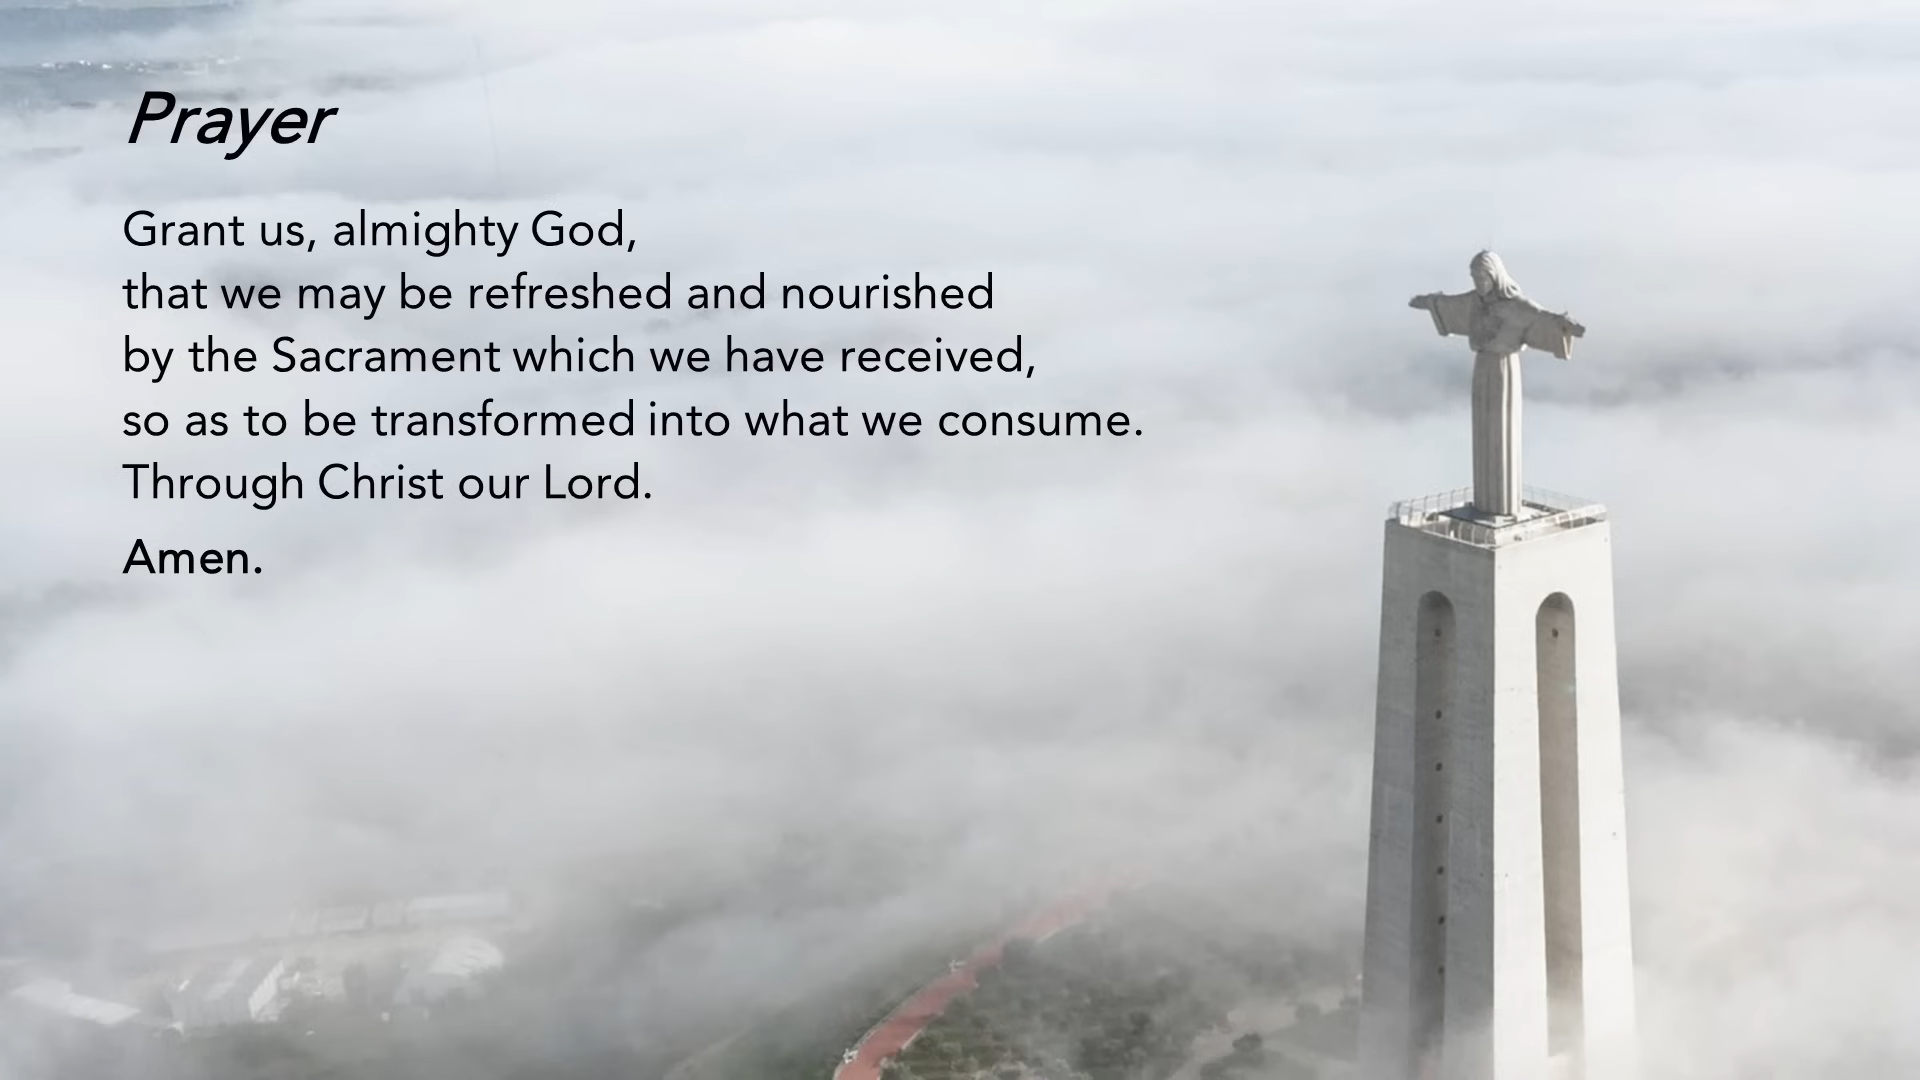 Prayer
Grant us, almighty God,
that we may be refreshed and nourished
by the Sacrament which we have received,
so as to be transformed into what we consume.
Through Christ our Lord.
Amen.